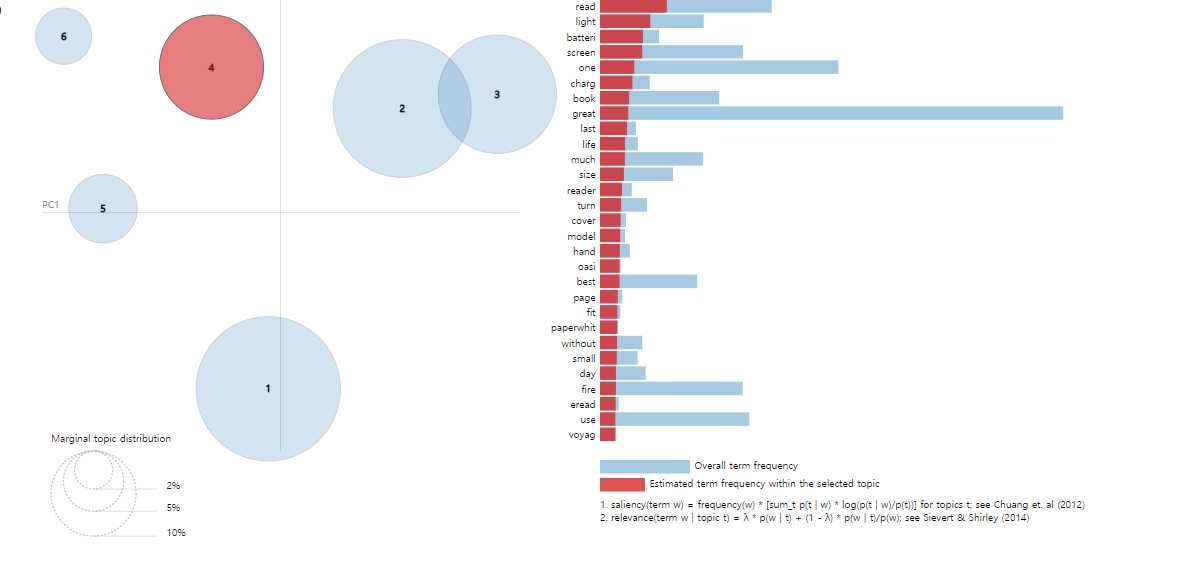 6
4
2
3
PC1
5
1
Marginal topic distribution
2%
5%
10%
read
light
batteri
screen
one
charg
book
great
last
life
much
size
reader
turn
cover
model
hand
oasi
best
page
fit
paperwhit
without
small
day
fire
eread
use
voyag
Overall term frequency
Estimated term frequency within the selected topic
1. saliency(term w) = frequency(w) * [sum_t p(t | w) * log(p(t | w)/p(t))] for topics t; see Chuang et. al (2012)
2. relevance(term w | topic t) = λ * p(w | t) + (1 - λ) * p(w | t)/p(w); see Sievert & Shirley (2014)